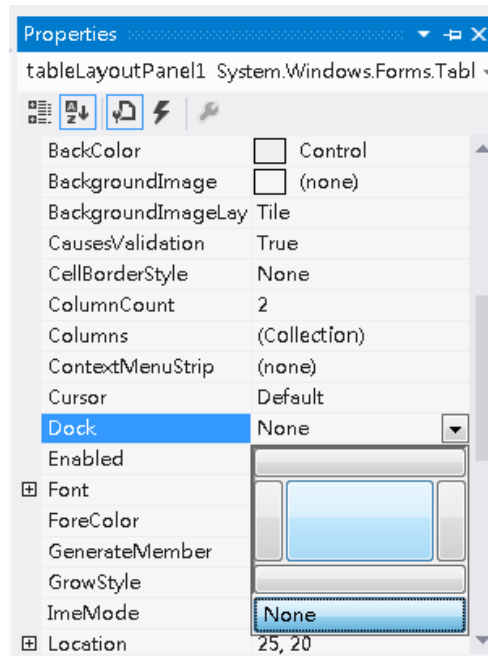 Properties
tableLayoutPanel1 System.Windows.Forms.Tabl
BackColor Control
BackgroundImage (none)
BackgroundImageLay Tile
CausesValidation True
CellBorderStyle None
ColumnCount 2
Columns (Collection)
ContextMenuStrip (none)
Cursor Default
Dock None
Enabled
Font
ForeColor
GenerateMember
GrowStyle
ImeMode None
Location 25, 20